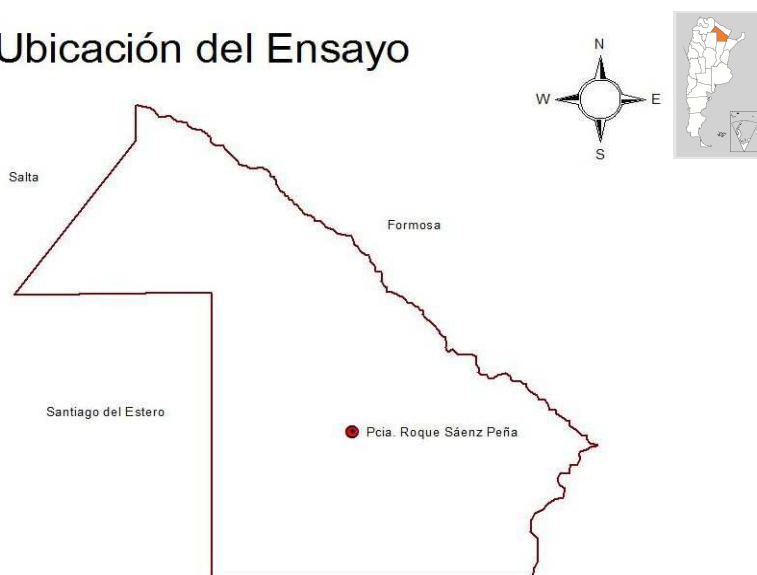 Ubicación del Ensayo
N
W
E
S
Salta
Formosa
Santiago del Estero
Pcia. Roque Sáenz Peña